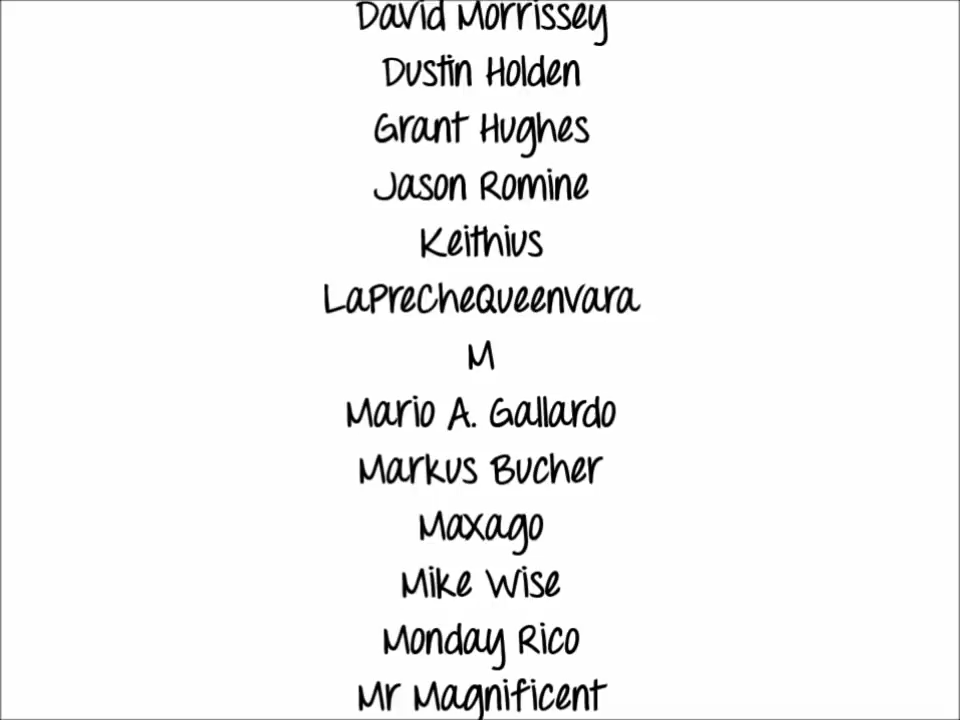 David Morrissey
Dustin Holden
Grant Hughes
Jason Romine
Keithius
LaPreCheQueenVara
M
Mario A. Gallardo
Markus Bucher
Maxago
Mike Wise
Monday Rico
Mr Magnificent